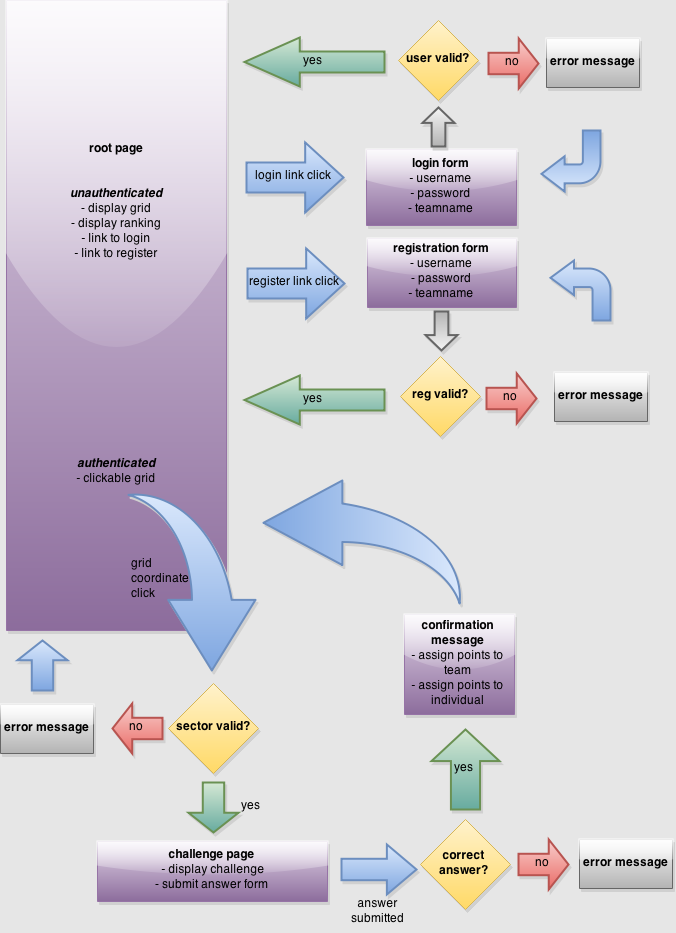 root page
unauthenticated
- display grid
- display ranking
- link to login
- link to register
authenticated
- clickable grid
grid
coordinate
click
yes
user valid?
no
error message
login link click
login form
- username
- password
- teamname
register link click
registration form
- username
- password
- teamname
yes
reg valid?
no
error message
confirmation
message
- assign points to
team
- assign points to
individual
error message
no
sector valid?
yes
yes
challenge page
- display challenge
- submit answer form
answer
submitted
correct
answer?
no
error message